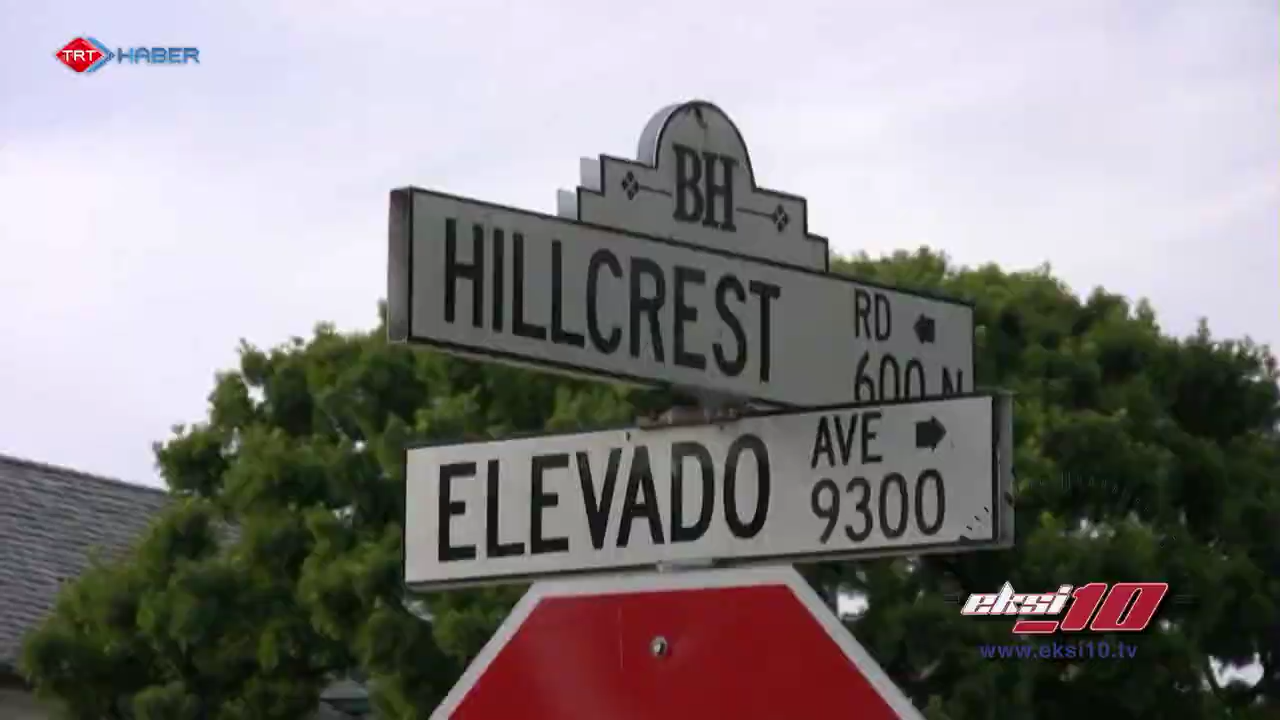 TRT HABER
BH
HILLCREST RD
600 N
ELEVADO AVE
9300
eksi10
www.eksi10.tv